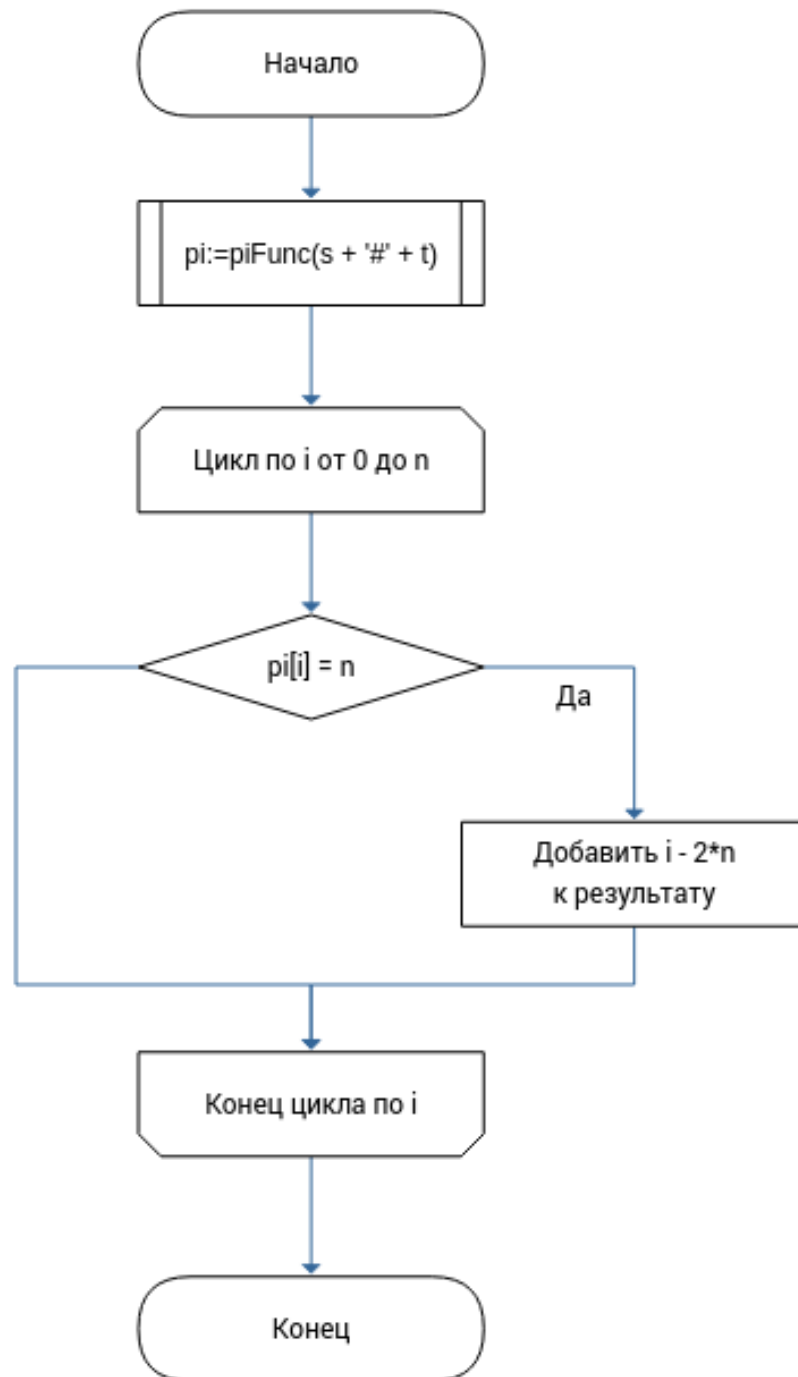 Начало
pi:=piFunc(s + '#' + t)
Цикл по i от 0 до n
pi[i] = n
Да
Добавить i - 2*n
к результату
Конец цикла по i
Конец